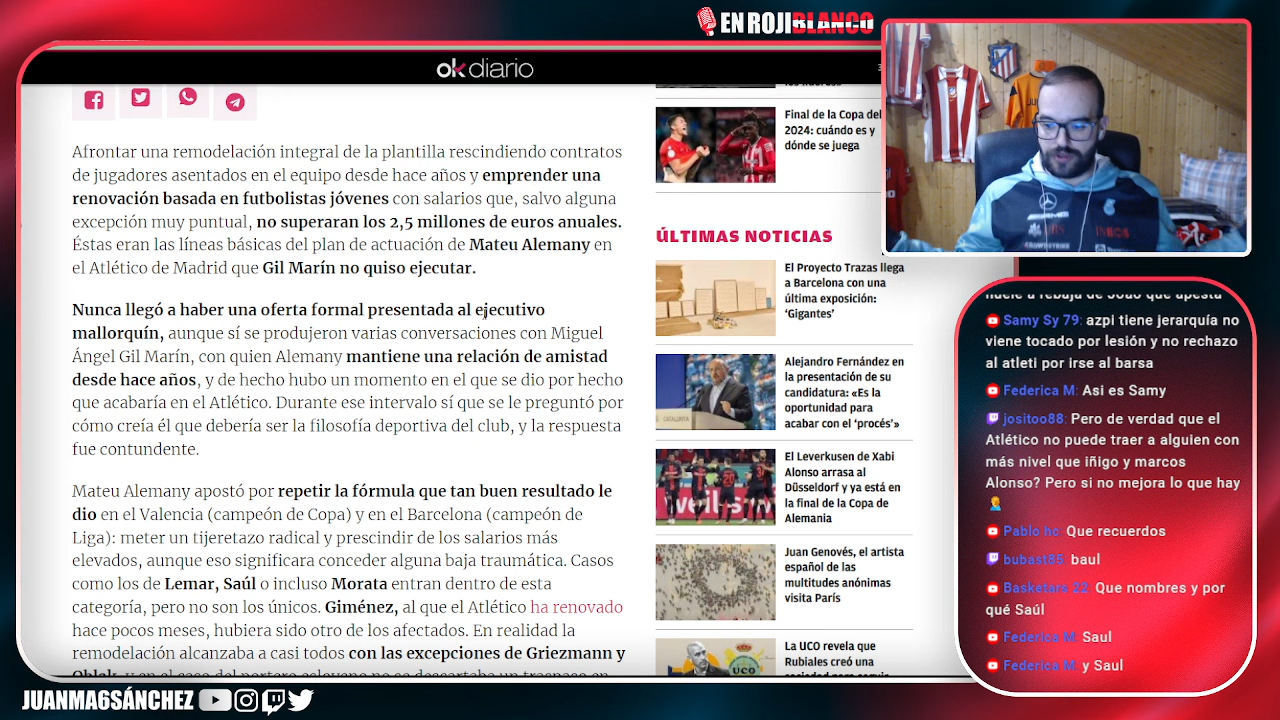 EN ROJIBLANCO
okdiario
Afrontar una remodelación integral de la plantilla rescindiendo contratos
de jugadores asentados en el equipo desde hace años y emprender una
renovación basada en futbolistas jóvenes con salarios que, salvo alguna
excepción muy puntual, no superaran los 2,5 millones de euros anuales.
Éstas eran las líneas básicas del plan de actuación de Mateu Alemany en
el Atlético de Madrid que Gil Marín no quiso ejecutar.
Nunca llegó a haber una oferta formal presentada al ejecutivo
mallorquín, aunque sí se produjeron varias conversaciones con Miguel
Ángel Gil Marín, con quien Alemany mantiene una relación de amistad
desde hace años, y de hecho hubo un momento en el que se dio por hecho
que acabaría en el Atlético. Durante ese intervalo sí que se le preguntó por
cómo creía él que debería ser la filosofía deportiva del club, y la respuesta
fue contundente.
Mateu Alemany apostó por repetir la fórmula que tan buen resultado le
dio en el Valencia (campeón de Copa) y en el Barcelona (campeón de
Liga): meter un tijeretazo radical y prescindir de los salarios más
elevados, aunque eso significara perder alguna baja traumática. Casos
como los de Lemar, Saúl o incluso Morata entran dentro de esta
categoría, pero no son los únicos. Giménez, al que el Atlético ha renovado
hace pocos meses, hubiera sido otro de los afectados. En realidad la
remodelación alcanzaba a casi todos con las excepciones de Griezmann y
Final de la Copa del
2024: cuándo es y
dónde se juega
ÚLTIMAS NOTICIAS
El Proyecto Trazas llega
a Barcelona con una
última exposición:
‘Gigantes’
Alejandro Fernández en
la presentación de su
candidatura: «Es la
oportunidad para
acabar con el ‘procés’»
El Leverkusen de Xabi
Alonso arrasa al
Düsseldorf y ya está en
la final de la Copa de
Alemania
Juan Genovés, el artista
español de las
multitudes anónimas
visita París
La UCO revela que
Rubiales creó una
UCO
INEOS
huele a rebaja de Joao que apesta
Samy Sy 79: azpi tiene jerarquía no
viene tocado por lesión y no rechazo
al atleti por irse al barsa
Federica M: Asi es Samy
jositoo88: Pero de verdad que el
Atlético no puede traer a alguien con
más nivel que iñigo y marcos
Alonso? Pero si no mejora lo que hay
Pablo hc: Que recuerdos
bubast85: baul
Basketars 22: Que nombres y por
qué Saúl
Federica M: Saul
Federica M: y Saul
JUANMA6SÁNCHEZ